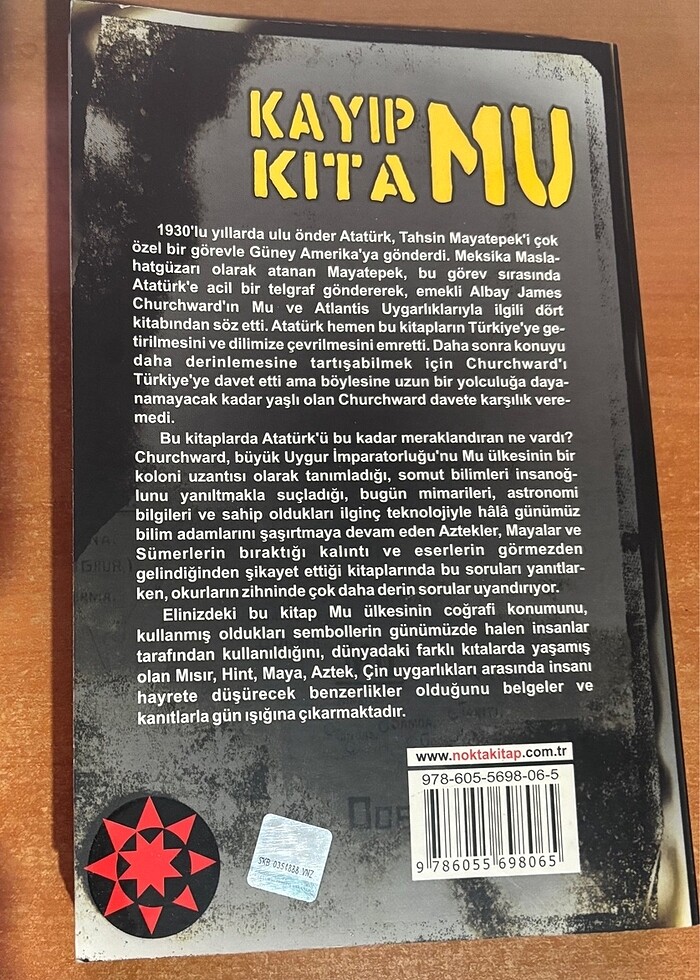 KAYIP
KITA MU
1930'lu yıllarda ulu önder Atatürk, Tahsin Mayatepek'i çok
özel bir görevle Güney Amerika'ya gönderdi. Meksika Masla-
hatgüzarı olarak atanan Mayatepek, bu görev sırasında
Atatürk'e acil bir telgraf göndererek, emekli Albay James
Churchward'ın Mu ve Atlantis Uygarlıklarıyla ilgili dört
kitabından söz etti. Atatürk hemen bu kitapların Türkiye'ye ge-
tirilmesini ve dilimize çevrilmesini emretti. Daha sonra konuyu
daha derinlemesine tartışabilmek için Churchward'ı
Türkiye'ye davet etti ama böylesine uzun bir yolculuğa daya-
namayacak kadar yaşlı olan Churchward davete karşılık vere-
medi.
Bu kitaplarda Atatürk'ü bu kadar meraklandıran ne vardı?
Churchward, büyük Uygur İmparatorluğu'nu Mu ülkesinin bir
koloni uzantısı olarak tanımladığı, somut bilimleri insanoğ-
lunu yanıltmakla suçladığı, bugün mimarileri, astronomi
bilgileri ve sahip oldukları ilginç teknolojiyle hâlâ günümüz
bilim adamlarını şaşırtmaya devam eden Aztekler, Mayalar ve
Sümerlerin bıraktığı kalıntı ve eserlerin görmezden
gelindiğinden şikayet ettiği kitaplarında bu soruları yanıtlar-
ken, okurların zihninde çok daha derin sorular uyandırıyor.
Elinizdeki bu kitap Mu ülkesinin coğrafi konumunu,
kullanmış oldukları sembollerin günümüzde halen insanlar
tarafından kullanıldığını, dünyadaki farklı kıtalarda yaşamış
olan Mısır, Hint, Maya, Aztek, Çin uygarlıkları arasında insanı
hayrete düşürecek benzerlikler olduğunu belgeler ve
kanıtlarla gün ışığına çıkarmaktadır.
www.noktakitap.com.tr
978-605-5698-06-5
9 786055 698065
SKB 0351888 VNZ